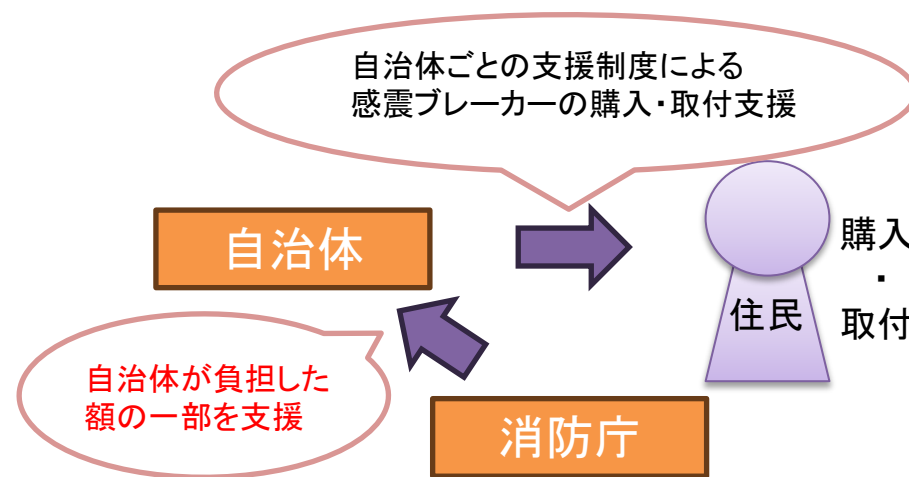 自治体ごとの支援制度による
感震ブレーカーの購入・取付支援
自治体
住民
購入
・
取付
自治体が負担した
額の一部を支援
消防庁